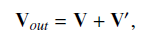 V_out = V + V′,